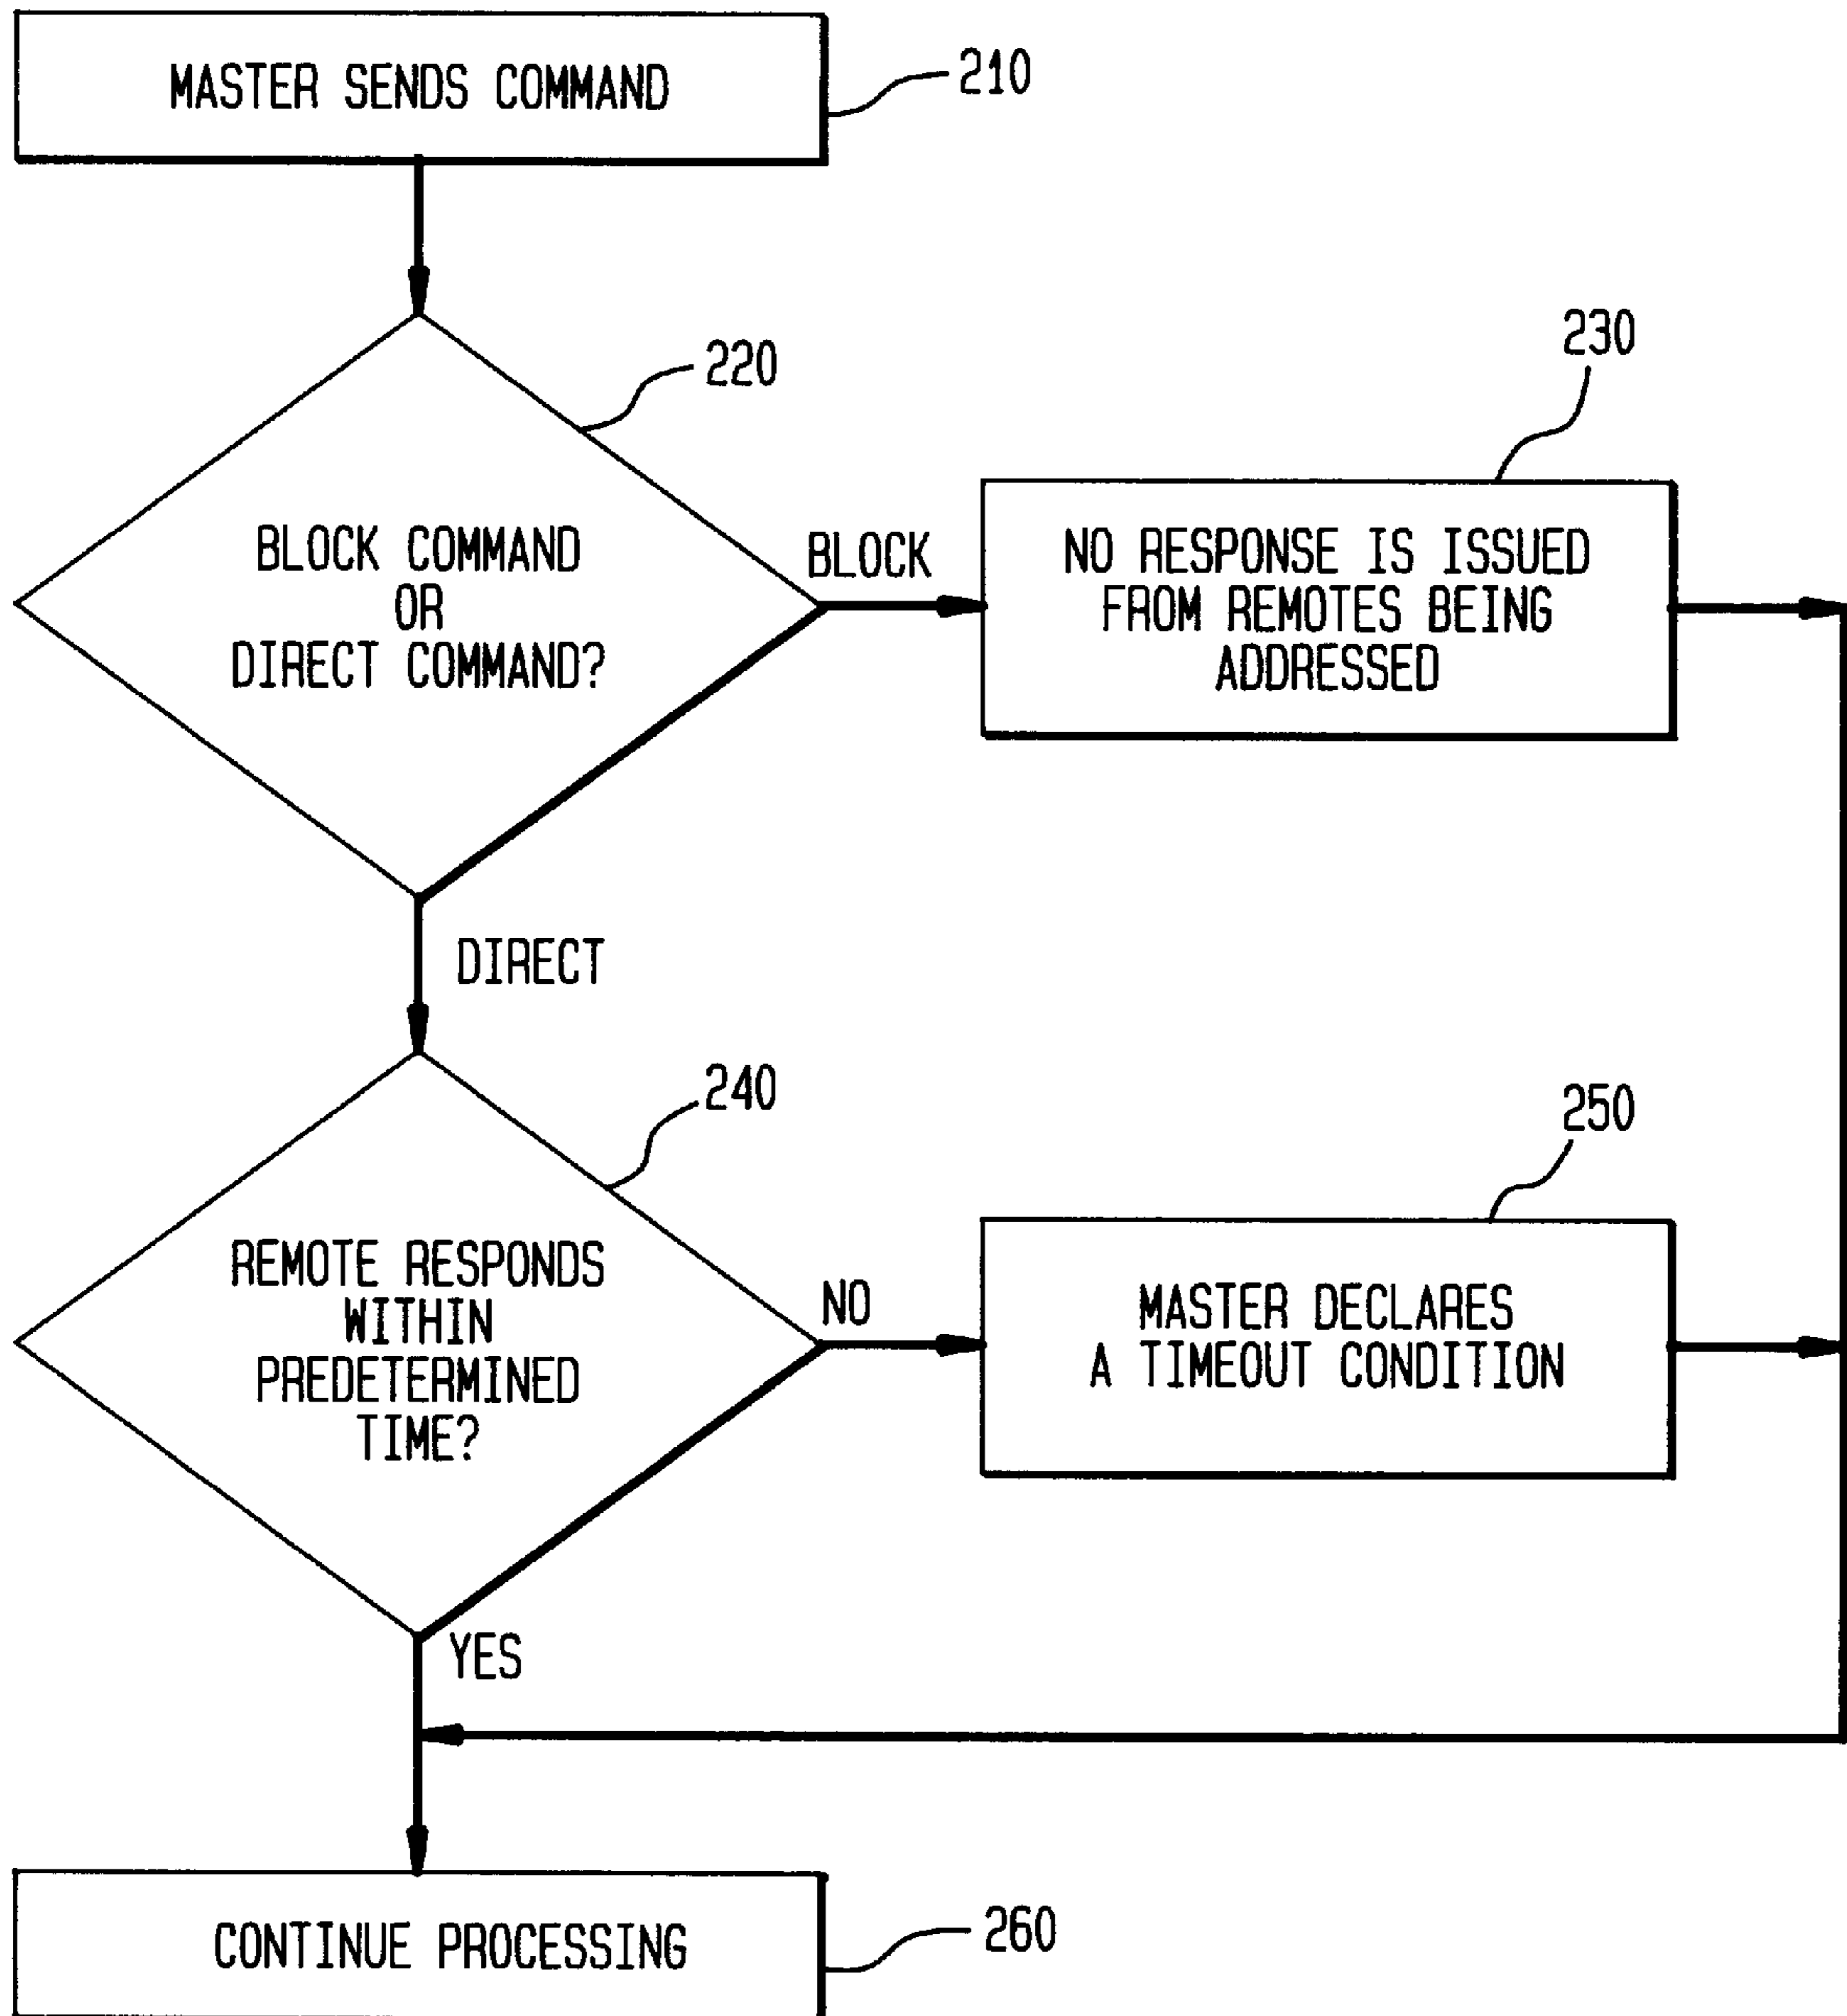 MASTER SENDS COMMAND
210
220
BLOCK COMMAND
OR
DIRECT COMMAND?
BLOCK
230
NO RESPONSE IS ISSUED
FROM REMOTES BEING
ADDRESSED
DIRECT
240
REMOTE RESPONDS
WITHIN
PREDETERMINED
TIME?
NO
250
MASTER DECLARES
A TIMEOUT CONDITION
YES
CONTINUE PROCESSING
260